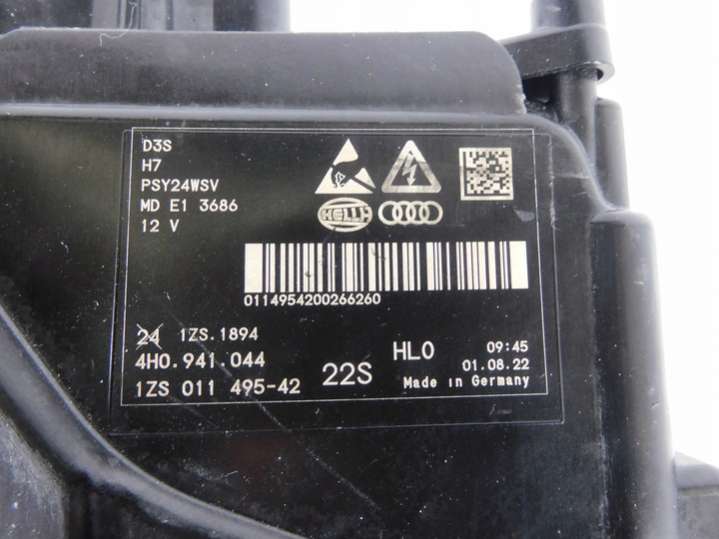 D3S
H7
PSY24WSV
MD E1 3686
12 V
HELLA
0114954200266260
24 1ZS.1894
4H0.941.044
1ZS 011 495-42
22S
HL0
09:45
01.08.22
Made in Germany